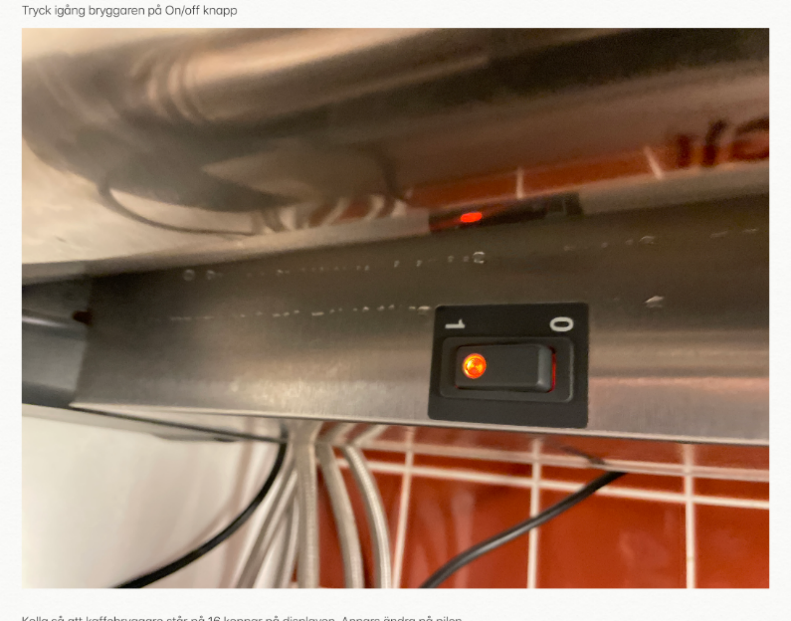 Tryck igång bryggaren på On/off knapp
1 0
Kolla så att kaffebryggare står på 16 koppar på displayen. Annars ändra på pilen